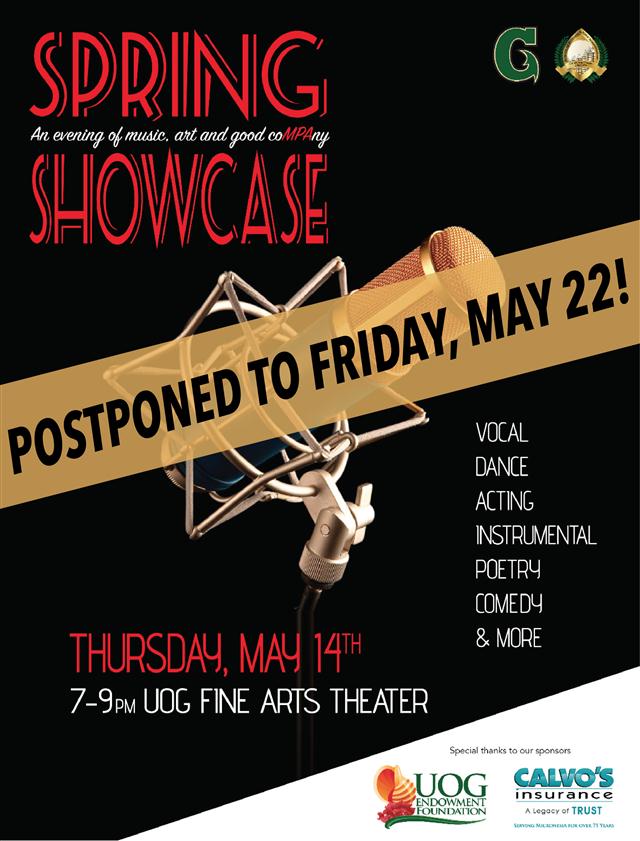 SPRING
An evening of music, art and good coMPAny
SHOWCASE
G
POSTPONED TO FRIDAY, MAY 22!
VOCAL
DANCE
ACTING
INSTRUMENTAL
POETRY
COMEDY
& MORE
THURSDAY, MAY 14TH
7-9PM UOG FINE ARTS THEATER
Special thanks to our sponsors
UOG
ENDOWMENT
FOUNDATION
CALVO'S
insurance
A Legacy of TRUST
SERVING MICRONESIA FOR OVER 75 YEARS